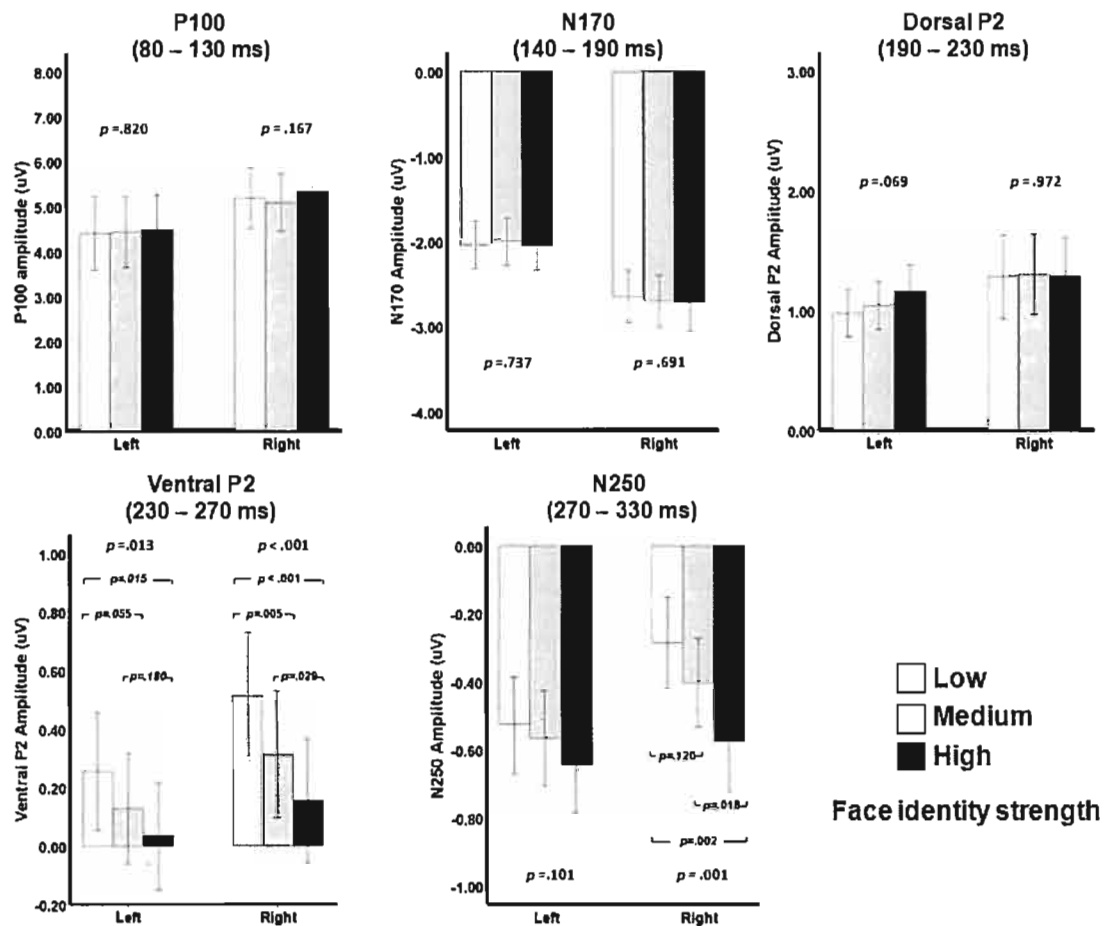 P100
(80 – 130 ms)
8.00
7.00
6.00
5.00
4.00
3.00
2.00
1.00
0.00
P100 amplitude (uV)
p =.820
p =.167
Left
Right
N170
(140 – 190 ms)
0.00
-1.00
-2.00
-3.00
-4.00
N170 Amplitude (uV)
p =.737
p =.691
Left
Right
Dorsal P2
(190 – 230 ms)
3.00
2.00
1.00
0.00
Dorsal P2 Amplitude (uV)
p =.069
p =.972
Left
Right
Ventral P2
(230 – 270 ms)
1.00
0.80
0.60
0.40
0.20
0.00
-0.20
Ventral P2 Amplitude (uV)
p =.013
p < .001
p=.015
p < .001
p=.055
p=.005
p=.180
p=.029
Left
Right
N250
(270 – 330 ms)
0.00
-0.20
-0.40
-0.60
-0.80
-1.00
N250 Amplitude (uV)
p=.120
p=.018
p=.002
p =.101
p =.001
Left
Right
Low
Medium
High
Face identity strength